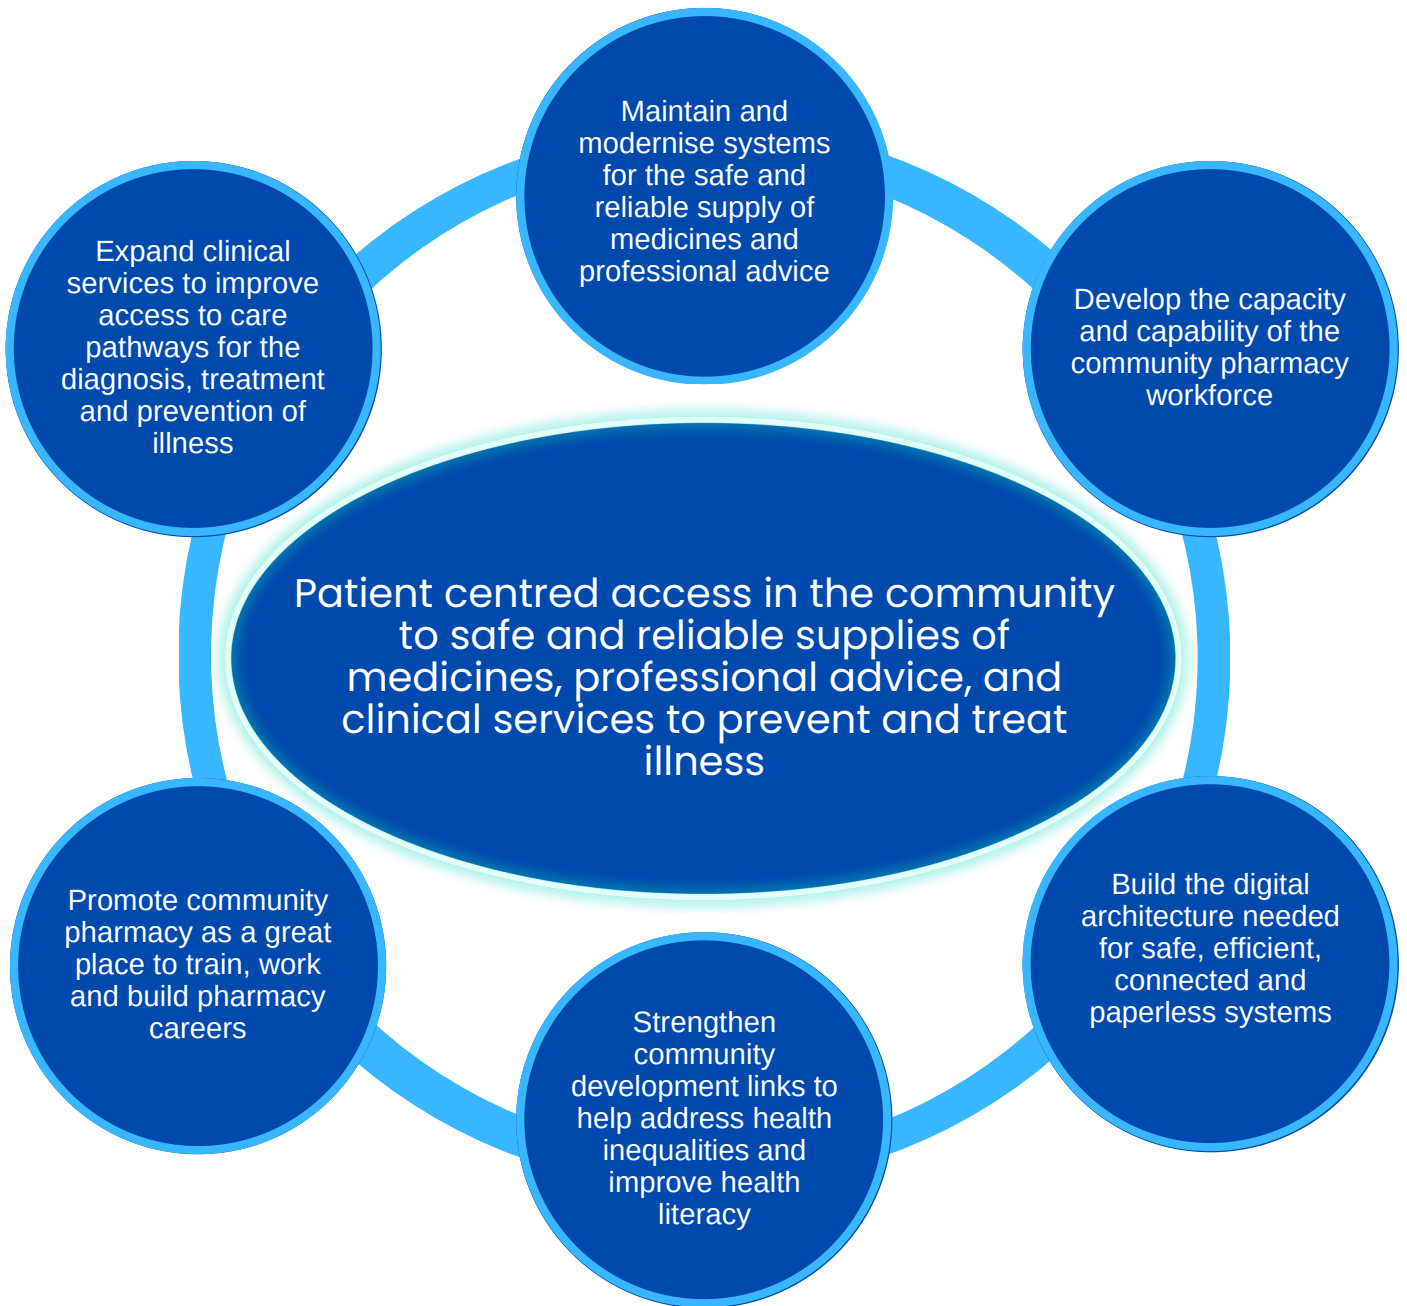 Maintain and
modernise systems
for the safe and
reliable supply of
medicines and
professional advice
Develop the capacity
and capability of the
community pharmacy
workforce
Build the digital
architecture needed
for safe, efficient,
connected and
paperless systems
Strengthen
community
development links to
help address health
inequalities and
improve health
literacy
Promote community
pharmacy as a great
place to train, work
and build pharmacy
careers
Expand clinical
services to improve
access to care
pathways for the
diagnosis, treatment
and prevention of
illness
Patient centred access in the community
to safe and reliable supplies of
medicines, professional advice, and
clinical services to prevent and treat
illness